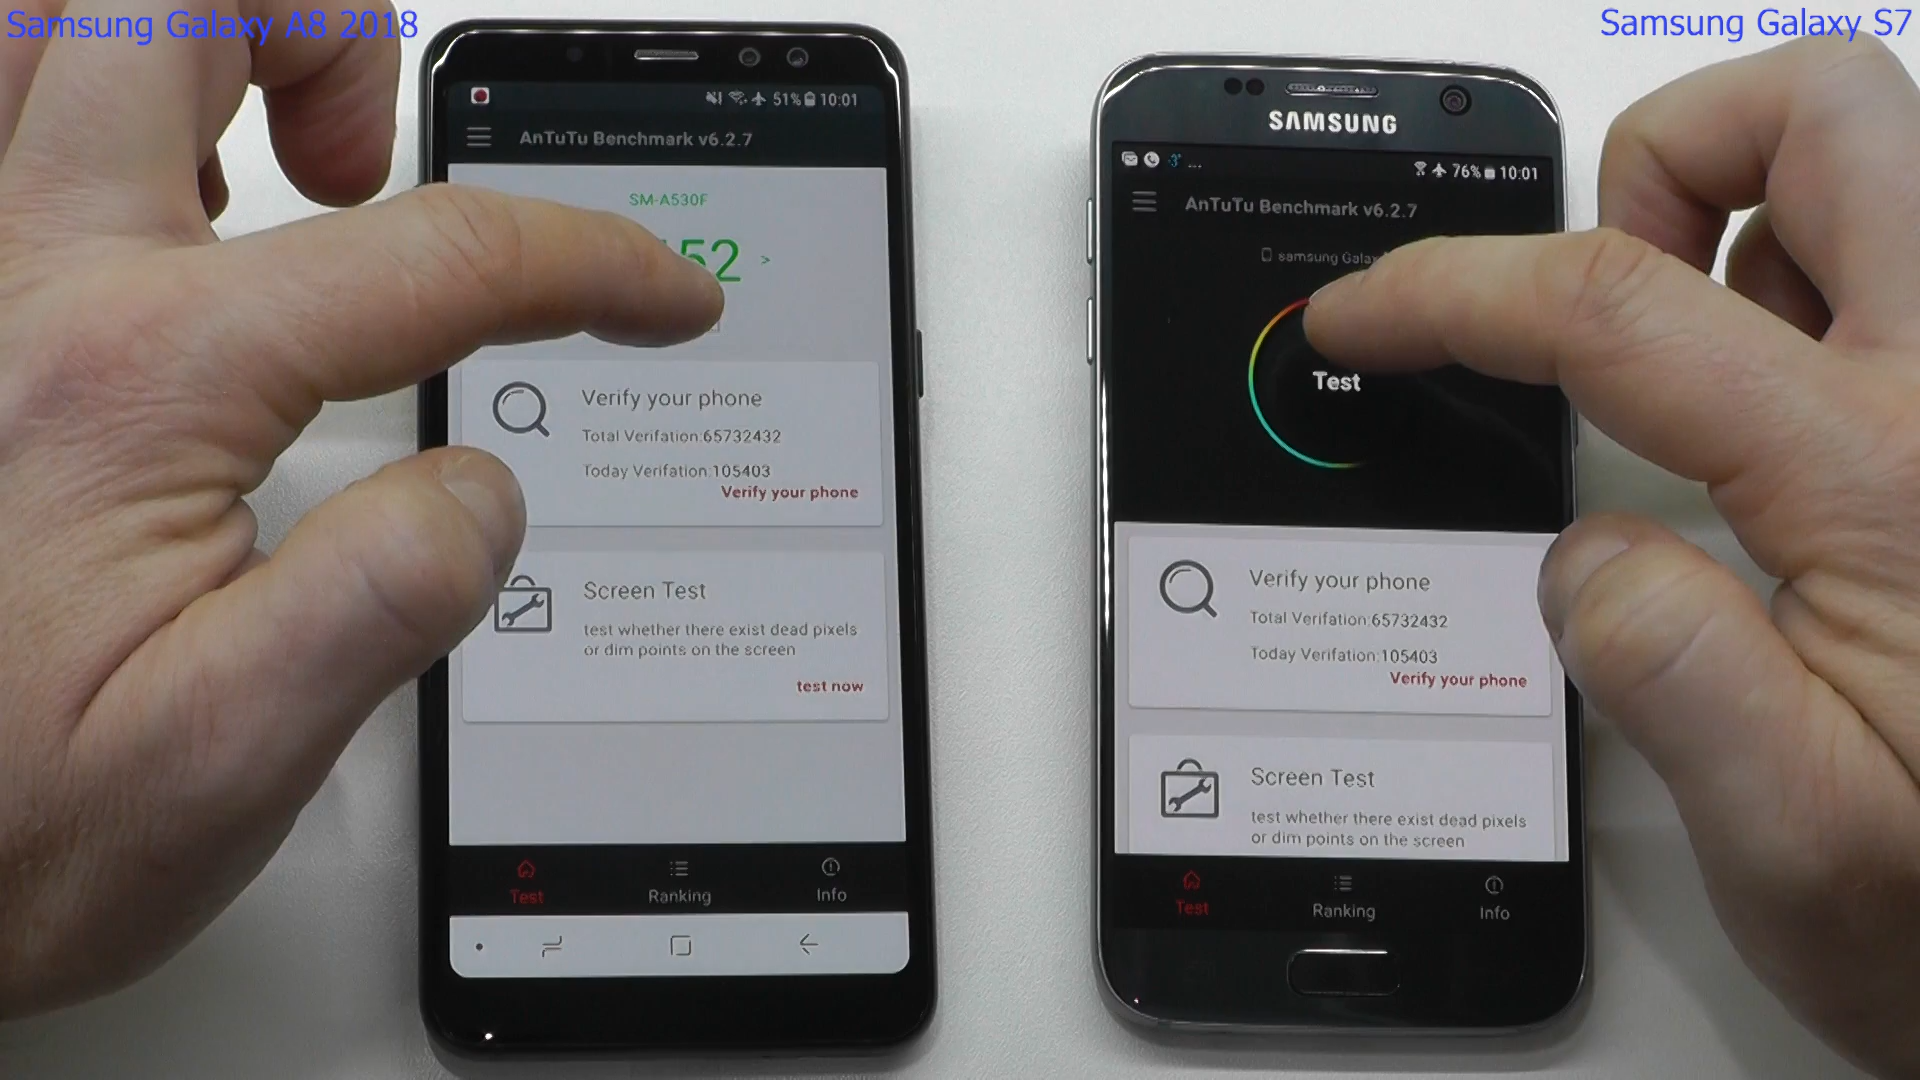 Samsung Galaxy A8 2018
Samsung Galaxy S7
51% 10:01
AnTuTu Benchmark v6.2.7
SM-A530F
52 >
Verify your phone
Total Verifation:65732432
Today Verifation:105403
Verify your phone
Screen Test
test whether there exist dead pixels
or dim points on the screen
test now
Test
Ranking
Info
SAMSUNG
-3° ...
76% 10:01
AnTuTu Benchmark v6.2.7
samsung
Test
Verify your phone
Total Verifation:65732432
Today Verifation:105403
Verify your phone
Screen Test
test whether there exist dead pixels
or dim points on the screen
Test
Ranking
Info